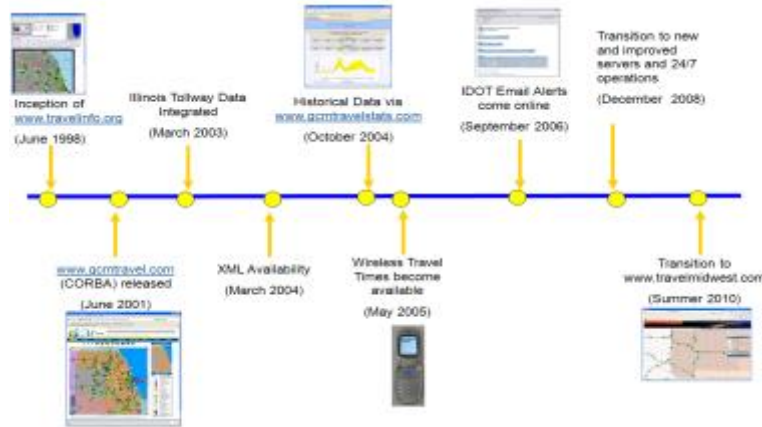 Inception of
www.travelinfo.org
(June 1998)
www.gcmtravel.com
(CORBA) released
(June 2001)
Illinois Tollway Data
Integrated
(March 2003)
XML Availability
(March 2004)
Historical Data via
www.gcmtravelstats.com
(October 2004)
Wireless Travel
Times become
available
(May 2005)
IDOT Email Alerts
come online
(September 2006)
Transition to new
and improved
servers and 24/7
operations
(December 2008)
Transition to
www.travelmidwest.com
(Summer 2010)